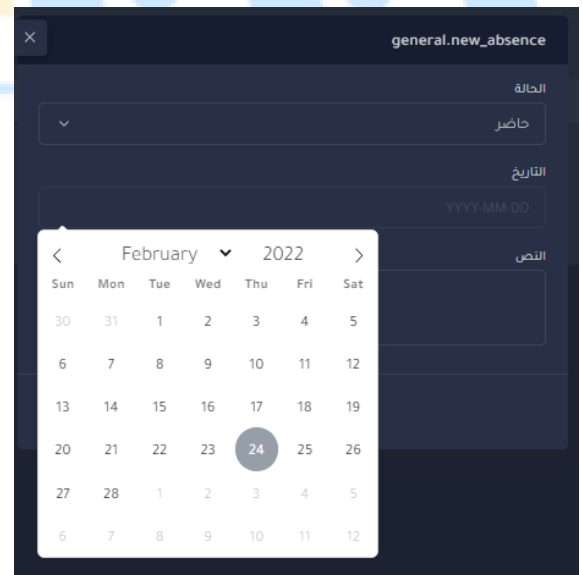 general.new_absence
الحالة
حاضر
التاريخ
YYYY-MM-DD
February 2022
النص
Sun Mon Tue Wed Thu Fri Sat
30 31 1 2 3 4 5
6 7 8 9 10 11 12
13 14 15 16 17 18 19
20 21 22 23 24 25 26
27 28 1 2 3 4 5
6 7 8 9 10 11 12